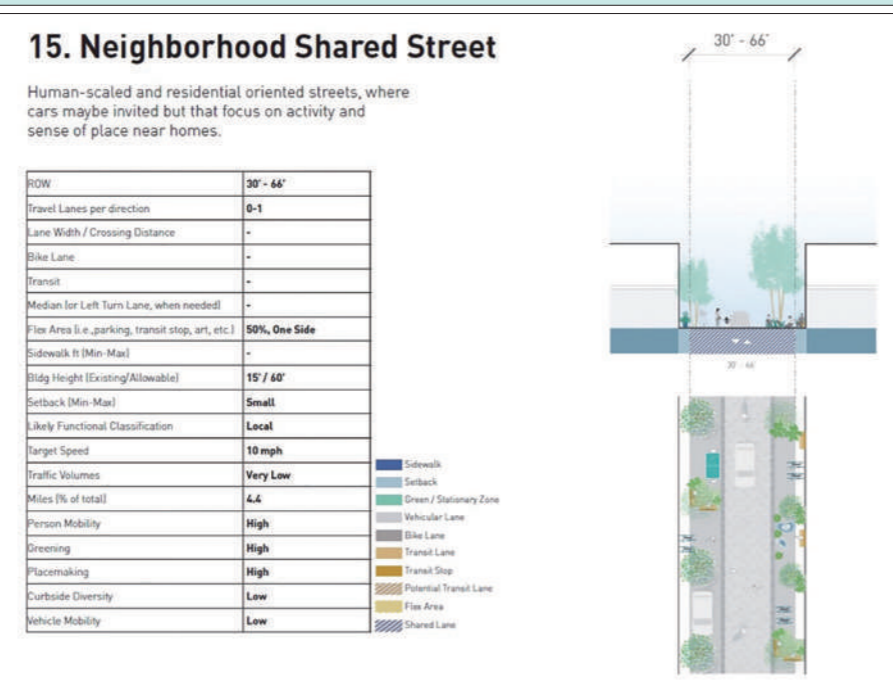 15. Neighborhood Shared Street
Human-scaled and residential oriented streets, where
cars maybe invited but that focus on activity and
sense of place near homes.
ROW 30' - 66'
Travel Lanes per direction 0-1
Lane Width / Crossing Distance -
Bike Lane -
Transit -
Median (or Left Turn Lane, when needed) -
Flex Area (i.e.,parking, transit stop, art, etc.) 50%, One Side
Sidewalk ft (Min-Max) -
Bldg Height (Existing/Allowable) 15'/ 60'
Setback (Min-Max) Small
Likely Functional Classification Local
Target Speed 10 mph
Traffic Volumes Very Low
Miles (% of total) 4.4
Person Mobility High
Greening High
Placemaking High
Curbside Diversity Low
Vehicle Mobility Low
Sidewalk
Setback
Green / Stationary Zone
Vehicular Lane
Bike Lane
Transit Lane
Transit Stop
Potential Transit Lane
Flex Area
Shared Lane
30' - 66'
30' - 66'